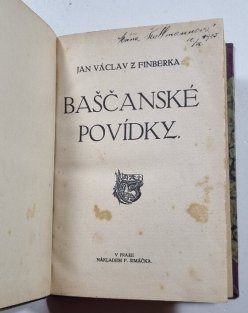 JAN VÁCLAV Z FINBERKA
BAŠČANSKÉ
POVÍDKY.
V PRAZE
NÁKLADEM F. ŠIMÁČKA.